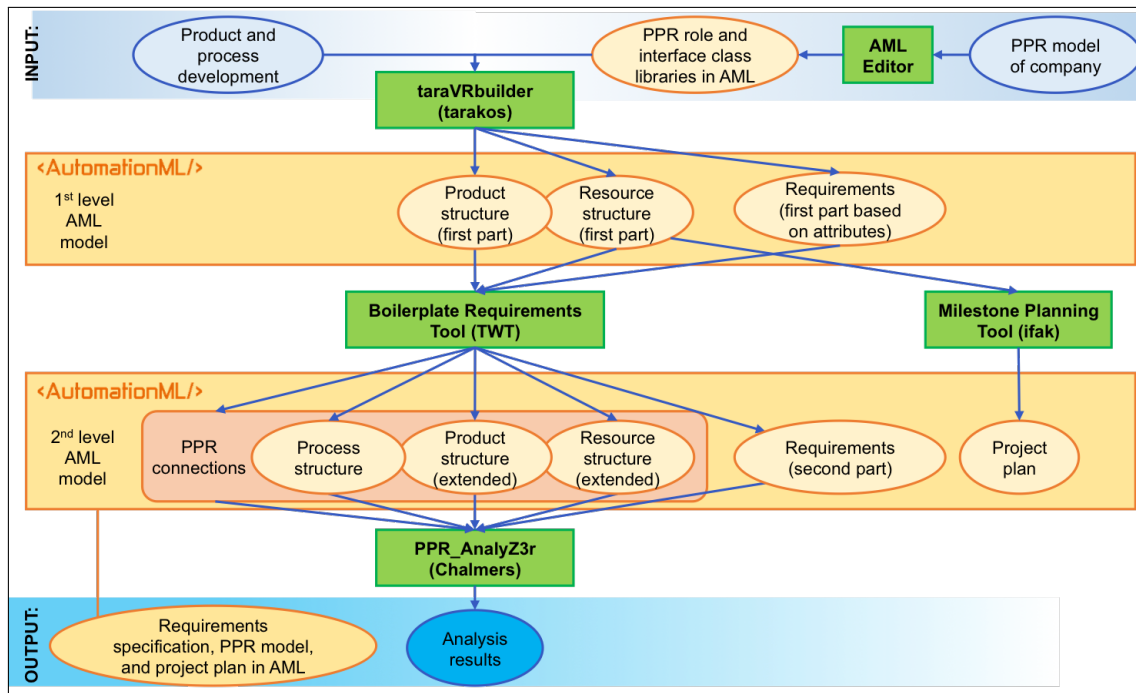 INPUT:
Product and
process
development
PPR role and
interface class
libraries in AML
AML
Editor
PPR model
of company
taraVRbuilder
(tarakos)
<AutomationML/>
1st level
AML
model
Product
structure
(first part)
Resource
structure
(first part)
Requirements
(first part based
on attributes)
Boilerplate Requirements
Tool (TWT)
Milestone Planning
Tool (ifak)
<AutomationML/>
2nd level
AML
model
PPR
connections
Process
structure
Product
structure
(extended)
Resource
structure
(extended)
Requirements
(second part)
Project
plan
PPR_AnalyZ3r
(Chalmers)
OUTPUT:
Requirements
specification, PPR model,
and project plan in AML
Analysis
results